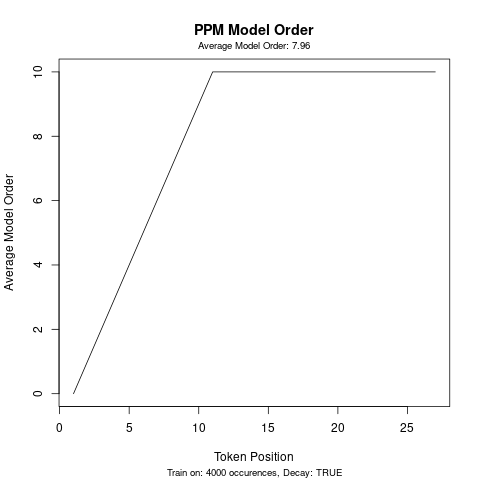 PPM Model Order
Average Model Order: 7.96
10
8
6
4
2
0
Average Model Order
0 5 10 15 20 25
Token Position
Train on: 4000 occurences, Decay: TRUE